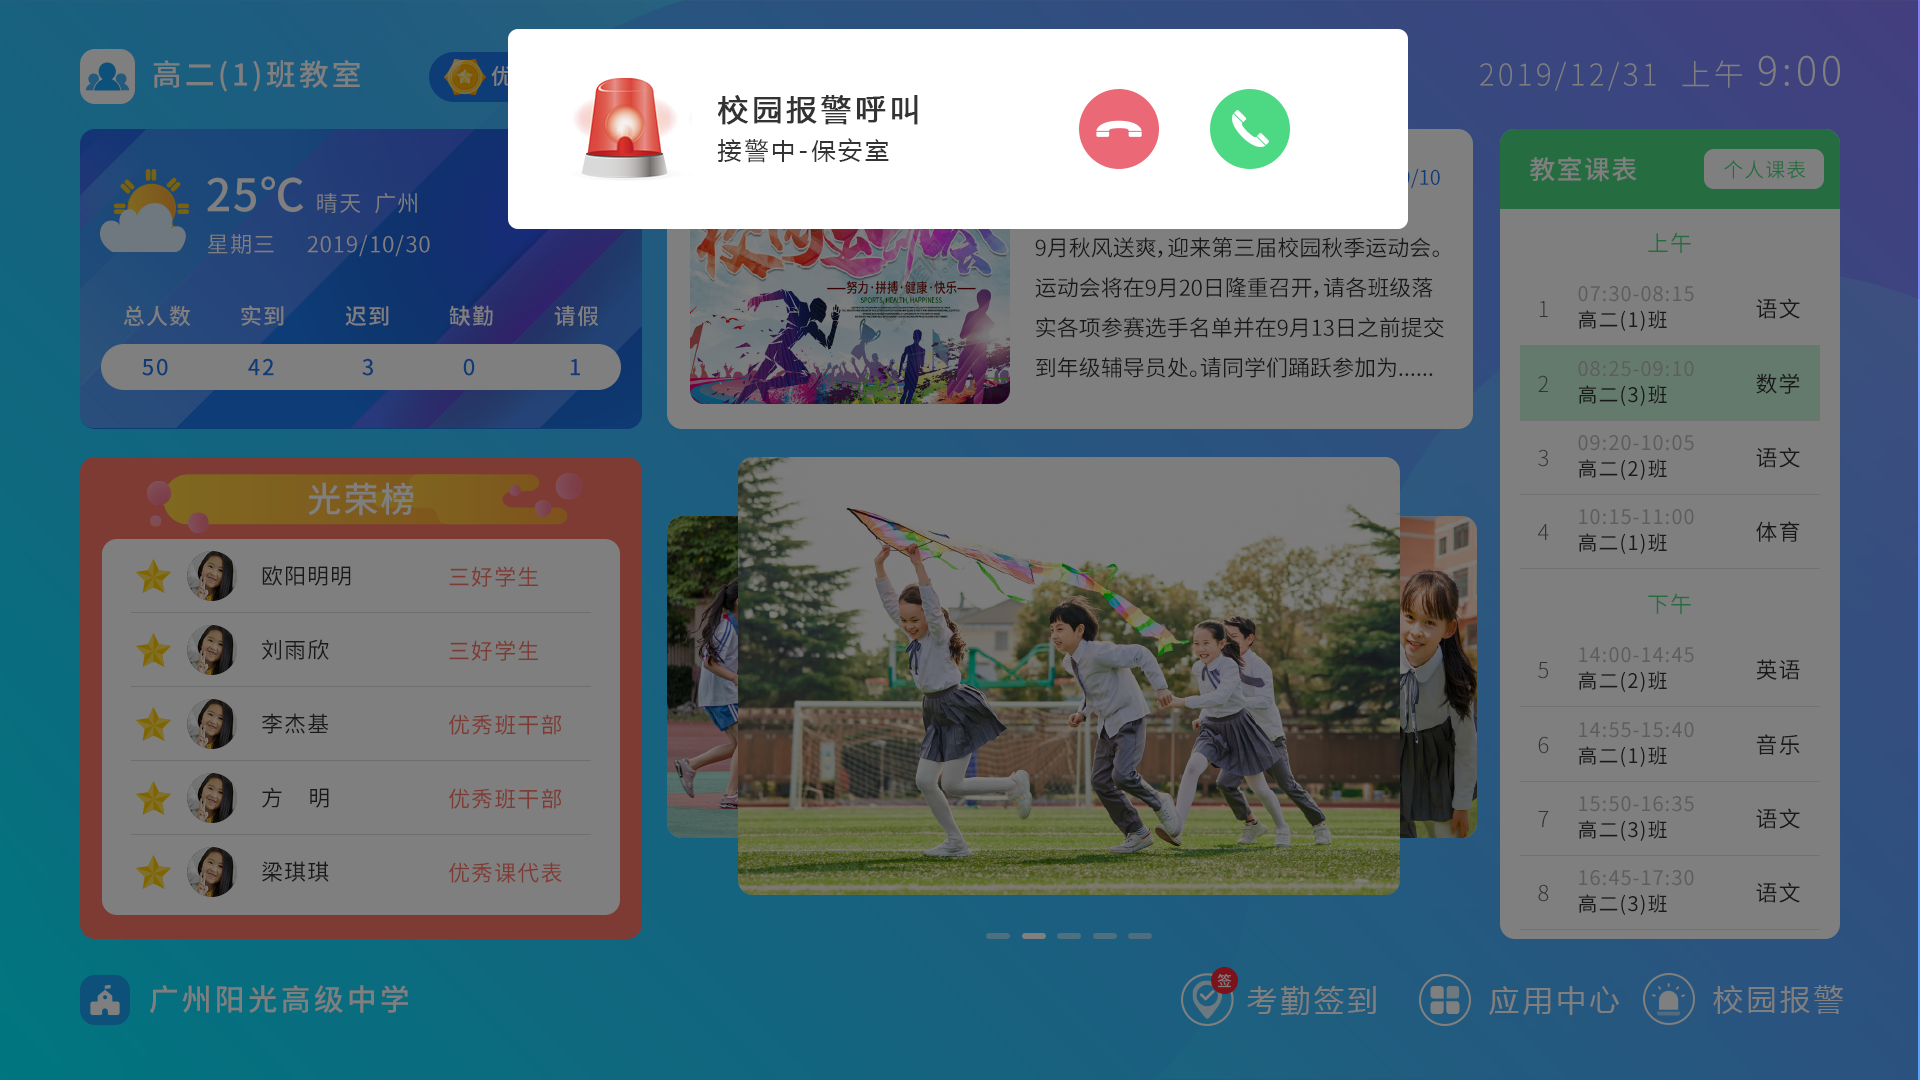 高二(1)班教室
优
2019/12/31 上午 9:00
校园报警呼叫
接警中-保安室
25℃ 晴天 广州
星期三 2019/10/30
总人数 实到 迟到 缺勤 请假
50 42 3 0 1
/10
努力·拼搏·健康·快乐
SPORTS, HEALTH, HAPPINESS
9月秋风送爽，迎来第三届校园秋季运动会。
运动会将在9月20日隆重召开，请各班级落
实各项参赛选手名单并在9月13日之前提交
到年级辅导员处。请同学们踊跃参加为......
教室课表 个人课表
上午
07:30-08:15
1 高二(1)班 语文
08:25-09:10
2 高二(3)班 数学
09:20-10:05
3 高二(2)班 语文
10:15-11:00
4 高二(1)班 体育
下午
14:00-14:45
5 高二(2)班 英语
14:55-15:40
6 高二(1)班 音乐
15:50-16:35
7 高二(3)班 语文
16:45-17:30
8 高二(3)班 语文
光荣榜
欧阳明明 三好学生
刘雨欣 三好学生
李杰基 优秀班干部
方 明 优秀班干部
梁琪琪 优秀课代表
广州阳光高级中学
签
考勤签到 应用中心 校园报警